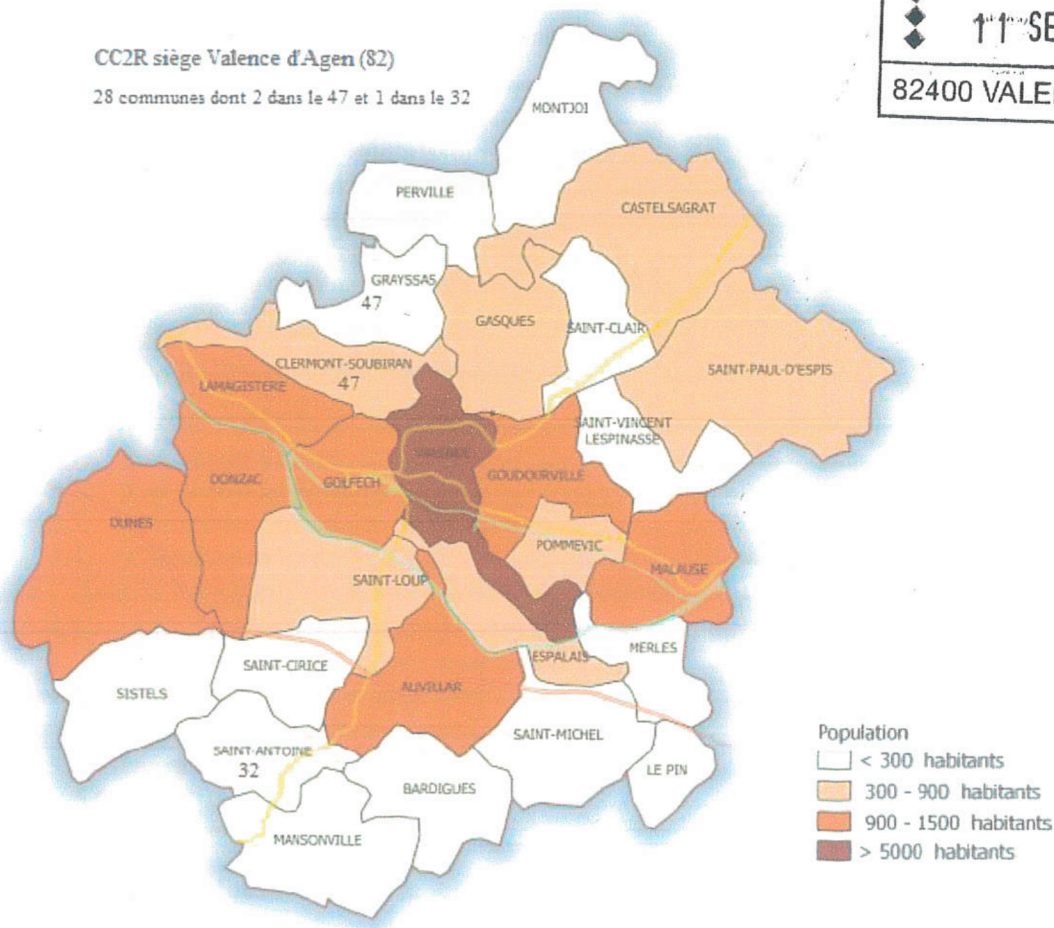 CC2R siège Valence d'Agen (82)
28 communes dont 2 dans le 47 et 1 dans le 32
11 SE
82400 VALE
MONTJOI
PERVILLE
CASTELSAGRAT
GRAYSSAS
47
GASQUES
SAINT-CLAIR
CLERMONT-SOUBIRAN
47
SAINT-PAUL-D'ESPIS
LAMAGISTERE
SAINT-VINCENT
LESPINASSE
VALENCE
DONZAC
GOLFECH
GOUDOURVILLE
DUNES
POMMEVIC
SAINT-LOUP
MALAUSE
SAINT-CIRICE
ESPALAIS
MERLES
SISTELS
AUVILLAR
SAINT-ANTOINE
32
SAINT-MICHEL
LE PIN
BARDIGUES
MANSONVILLE
Population
< 300 habitants
300 - 900 habitants
900 - 1500 habitants
> 5000 habitants